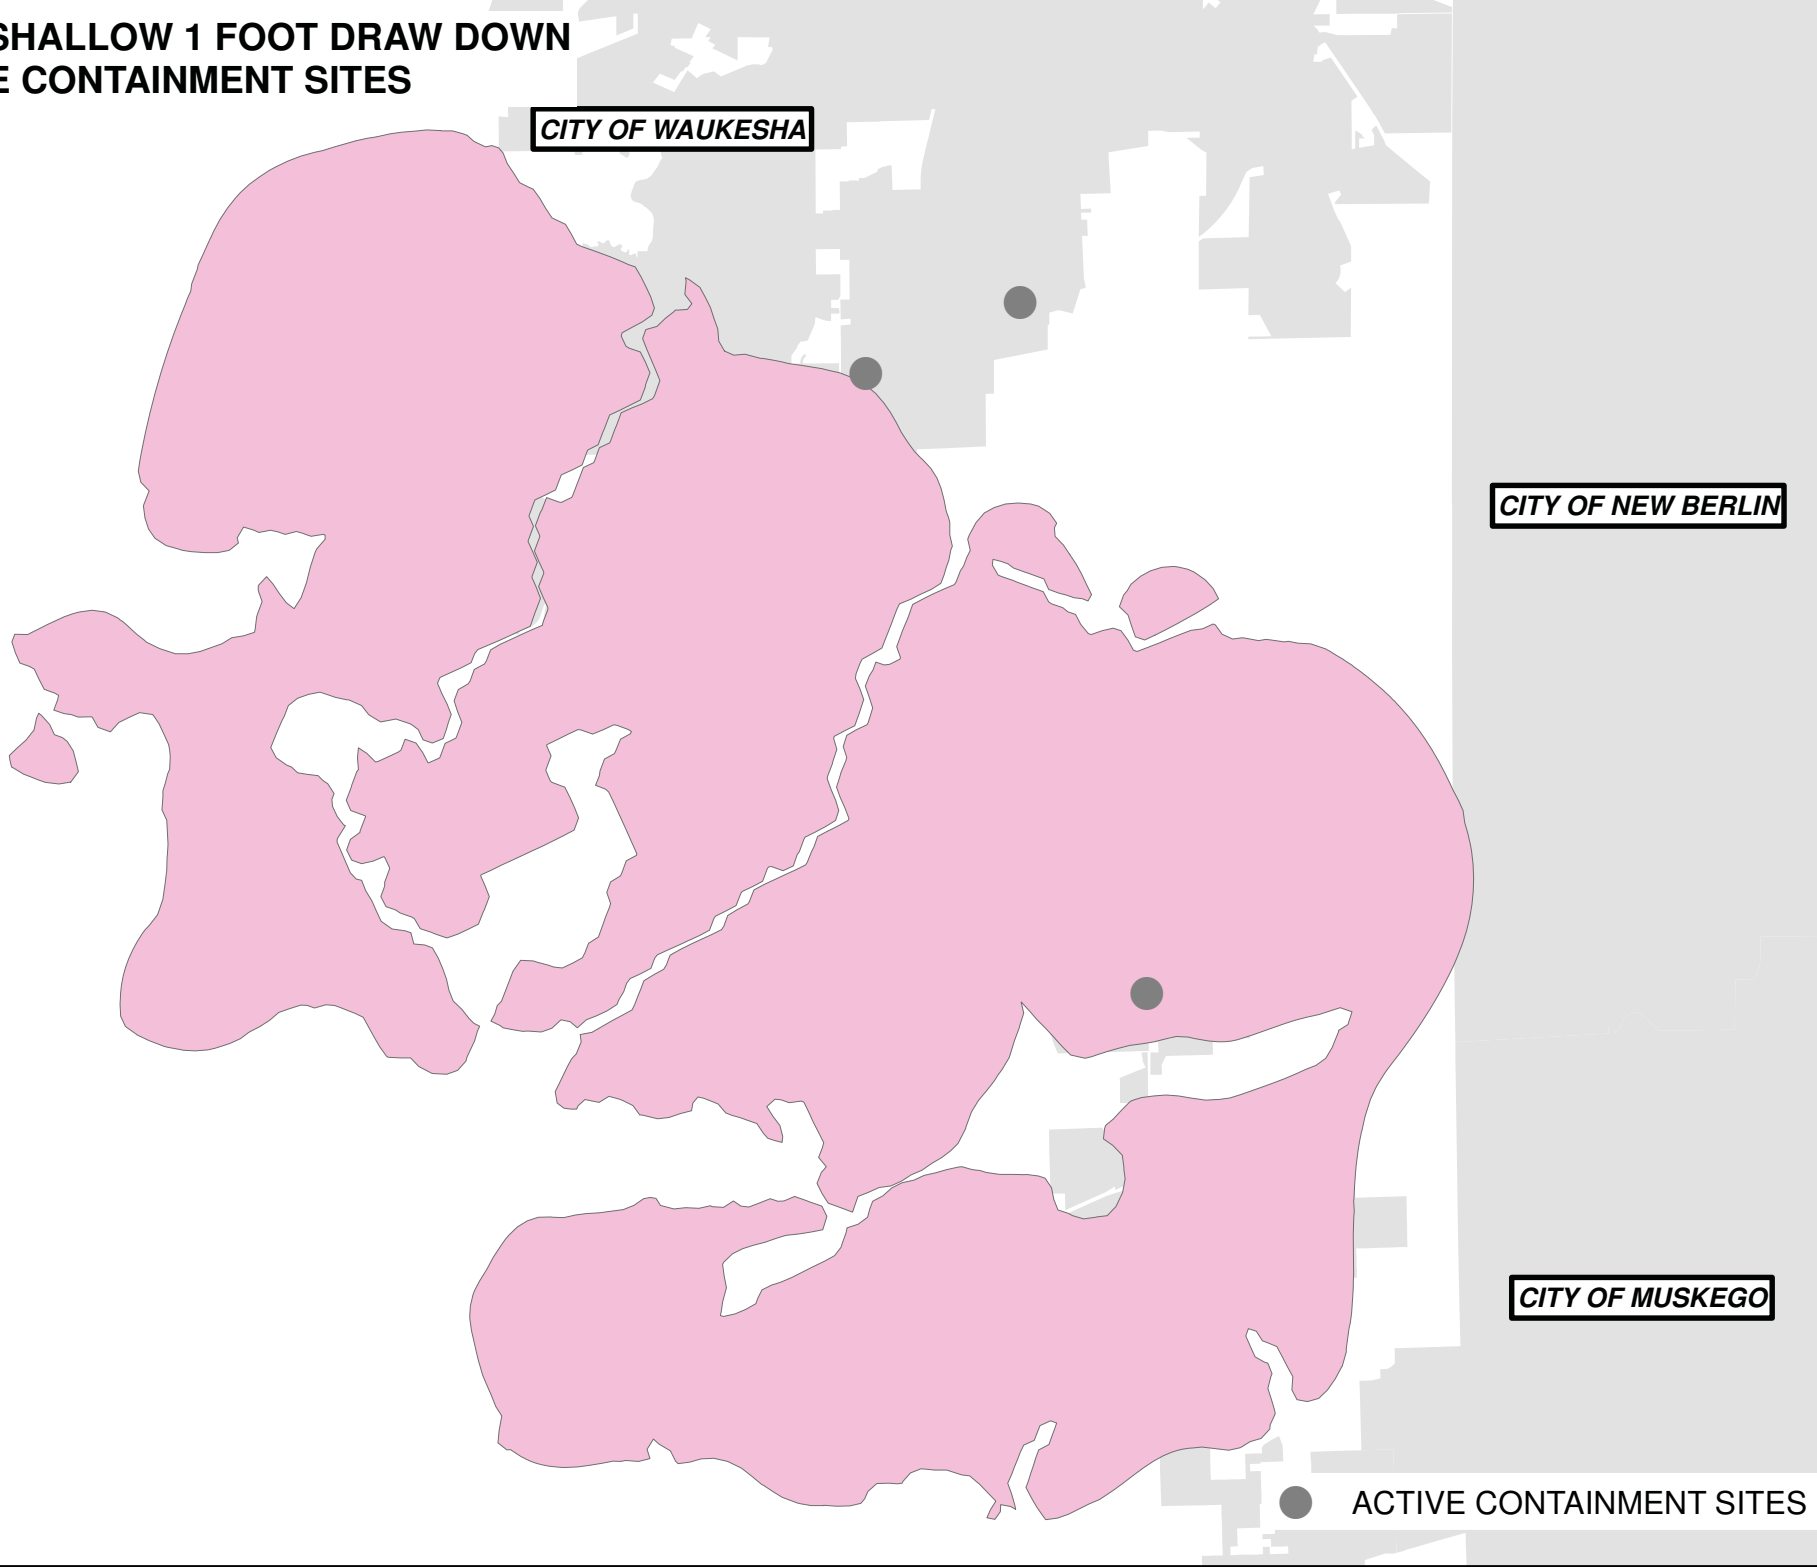 SHALLOW 1 FOOT DRAW DOWN
E CONTAINMENT SITES
CITY OF WAUKESHA
CITY OF NEW BERLIN
CITY OF MUSKEGO
ACTIVE CONTAINMENT SITES